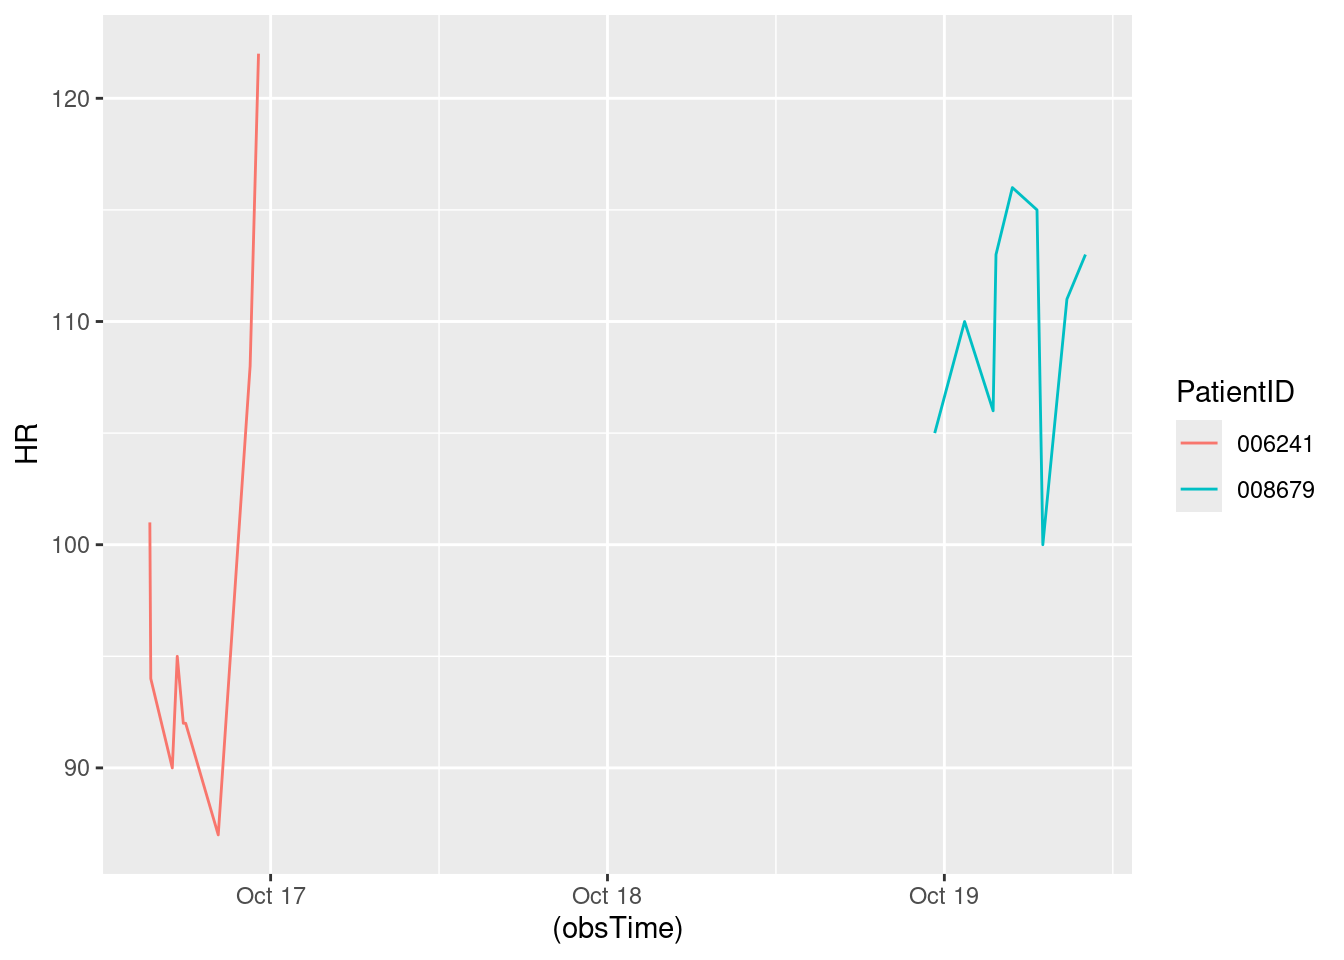 120
110
100
90
HR
Oct 17
Oct 18
Oct 19
(obsTime)
PatientID
006241
008679